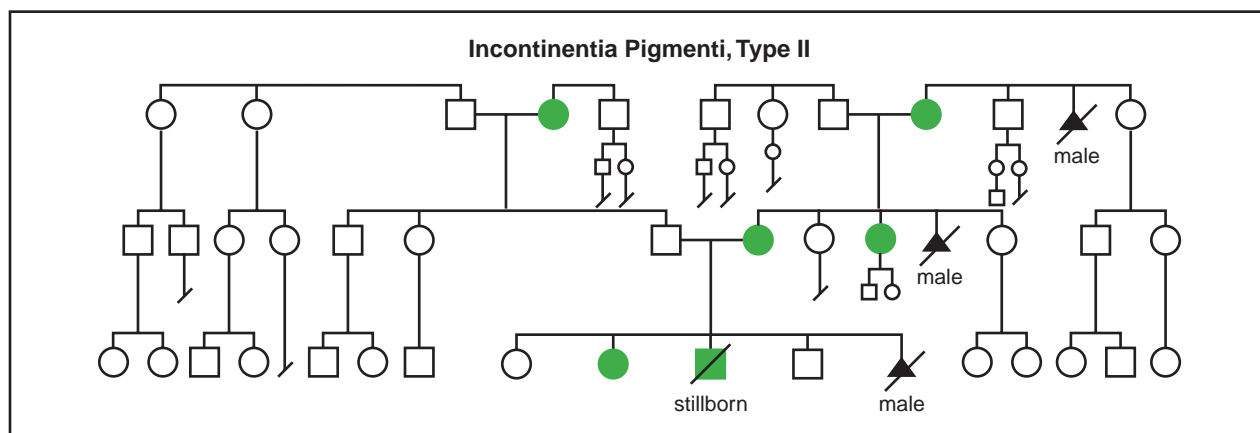 Incontinentia Pigmenti, Type II
male
male
stillborn
male